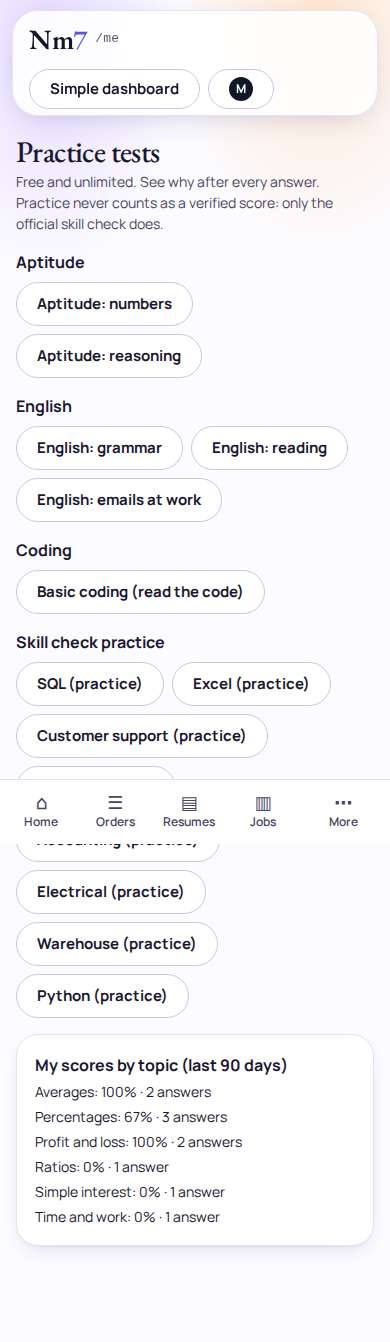 Nm7 /me
Simple dashboard
M
Practice tests
Free and unlimited. See why after every answer.
Practice never counts as a verified score: only the
official skill check does.
Aptitude
Aptitude: numbers
Aptitude: reasoning
English
English: grammar
English: reading
English: emails at work
Coding
Basic coding (read the code)
Skill check practice
SQL (practice)
Excel (practice)
Customer support (practice)
Home
Orders
Resumes
Jobs
More
Accounting (practice)
Electrical (practice)
Warehouse (practice)
Python (practice)
My scores by topic (last 90 days)
Averages: 100% · 2 answers
Percentages: 67% · 3 answers
Profit and loss: 100% · 2 answers
Ratios: 0% · 1 answer
Simple interest: 0% · 1 answer
Time and work: 0% · 1 answer